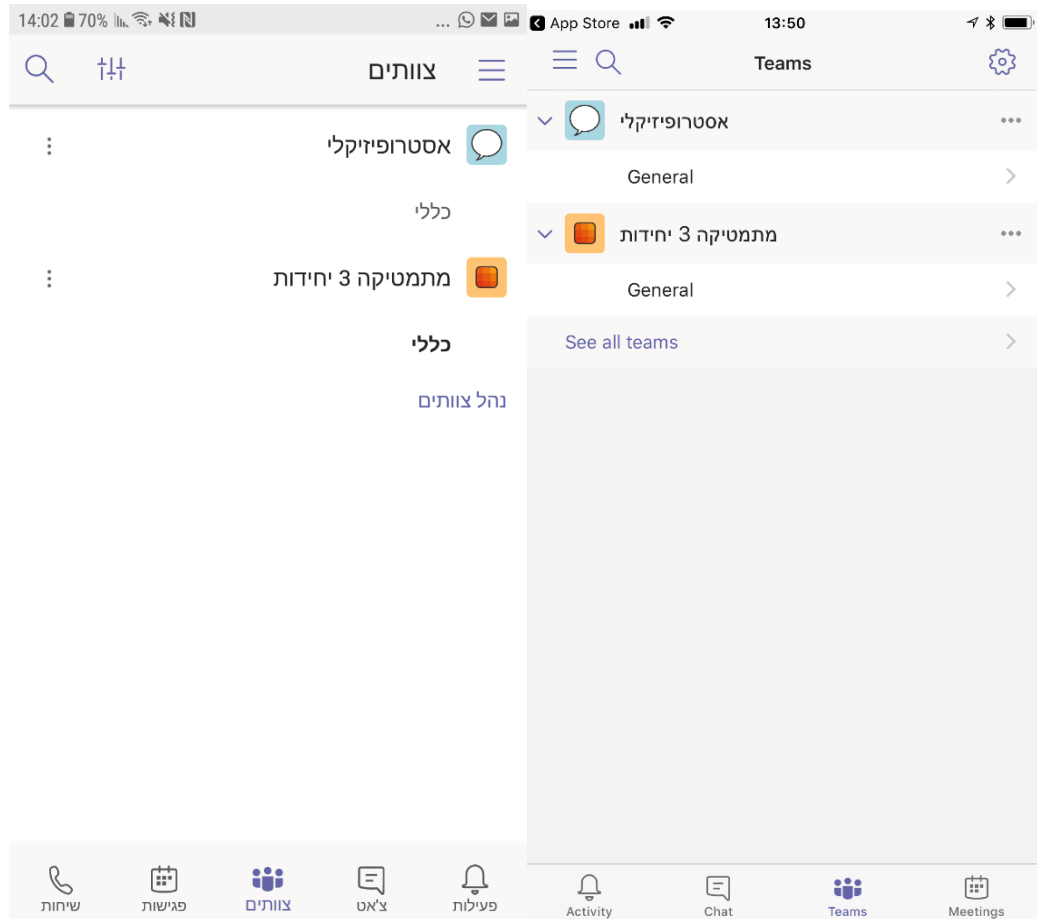 14:02 70% ...
צוותים
אסטרופיזיקלי
כללי
מתמטיקה 3 יחידות
כללי
נהל צוותים
פעילות צ'אט צוותים פגישות שיחות
App Store 13:50
Teams
אסטרופיזיקלי
General
מתמטיקה 3 יחידות
General
See all teams
Activity Chat Teams Meetings